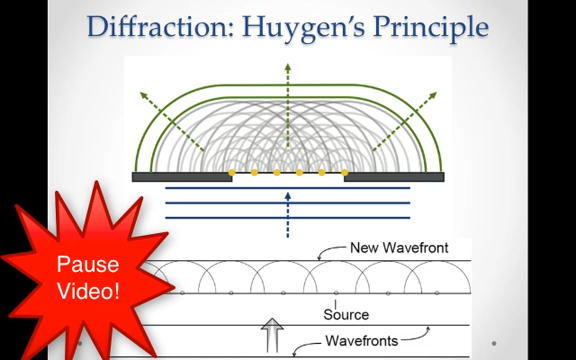 Diffraction: Huygen's Principle
New Wavefront
Pause
Video!
Source
Wavefronts